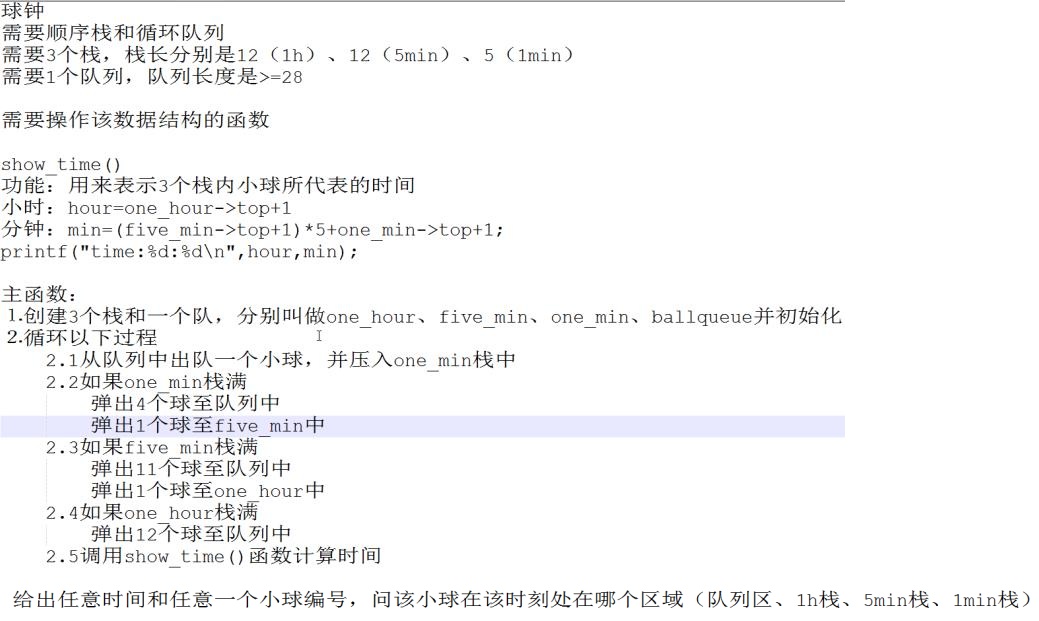 球钟
需要顺序栈和循环队列
需要3个栈，栈长分别是12（1h）、12（5min）、5（1min）
需要1个队列，队列长度是>=28
需要操作该数据结构的函数
show_time()
功能：用来表示3个栈内小球所代表的时间
小时：hour=one_hour->top+1
分钟：min=(five_min->top+1)*5+one_min->top+1;
printf("time:%d:%d\n",hour,min);
主函数：
1.创建3个栈和一个队，分别叫做one_hour、five_min、one_min、ballqueue并初始化
2.循环以下过程
2.1从队列中出队一个小球，并压入one_min栈中
2.2如果one_min栈满
弹出4个球至队列中
弹出1个球至five_min中
2.3如果five_min栈满
弹出11个球至队列中
弹出1个球至one_hour中
2.4如果one_hour栈满
弹出12个球至队列中
2.5调用show_time()函数计算时间
给出任意时间和任意一个小球编号，问该小球在该时刻处在哪个区域（队列区、1h栈、5min栈、1min栈）